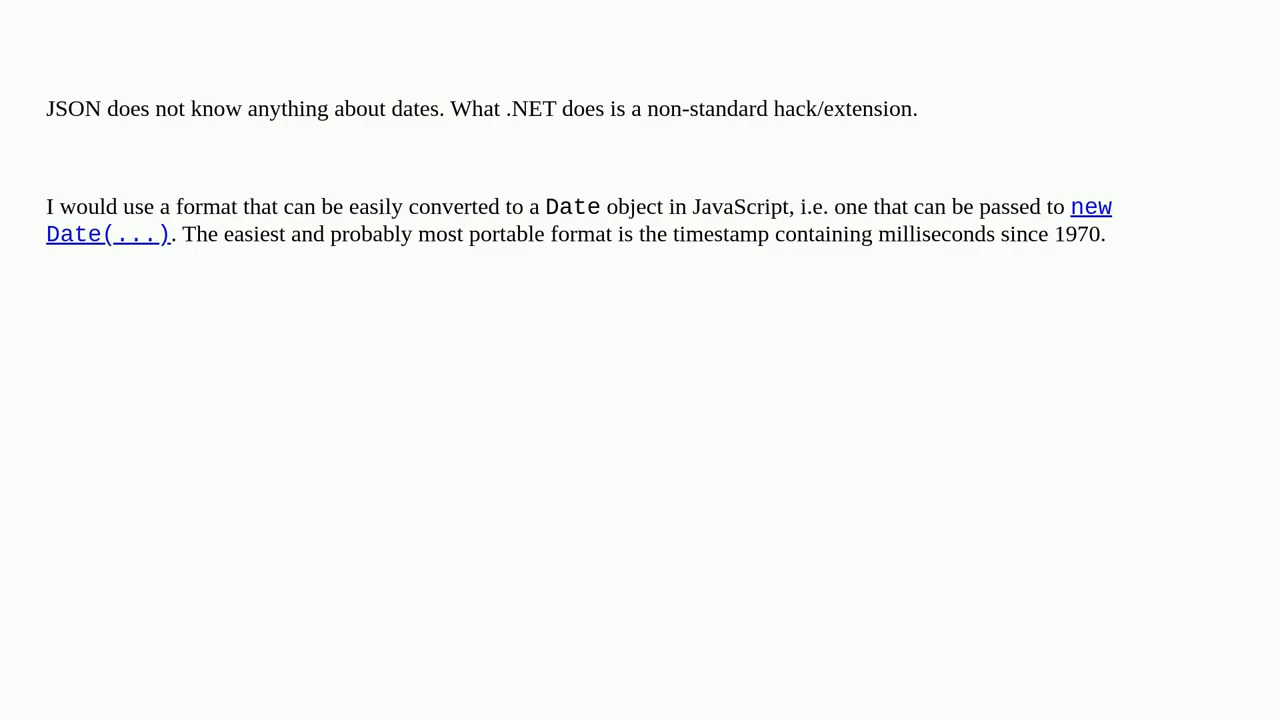 JSON does not know anything about dates. What .NET does is a non-standard hack/extension.
I would use a format that can be easily converted to a Date object in JavaScript, i.e. one that can be passed to new
Date(...). The easiest and probably most portable format is the timestamp containing milliseconds since 1970.